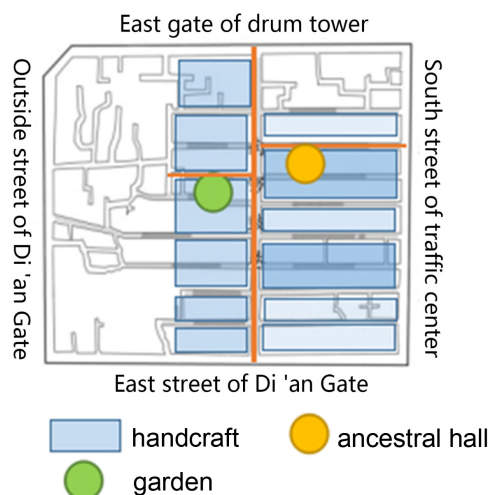 East gate of drum tower
Outside street of Di 'an Gate
South street of traffic center
East street of Di 'an Gate
handcraft
ancestral hall
garden